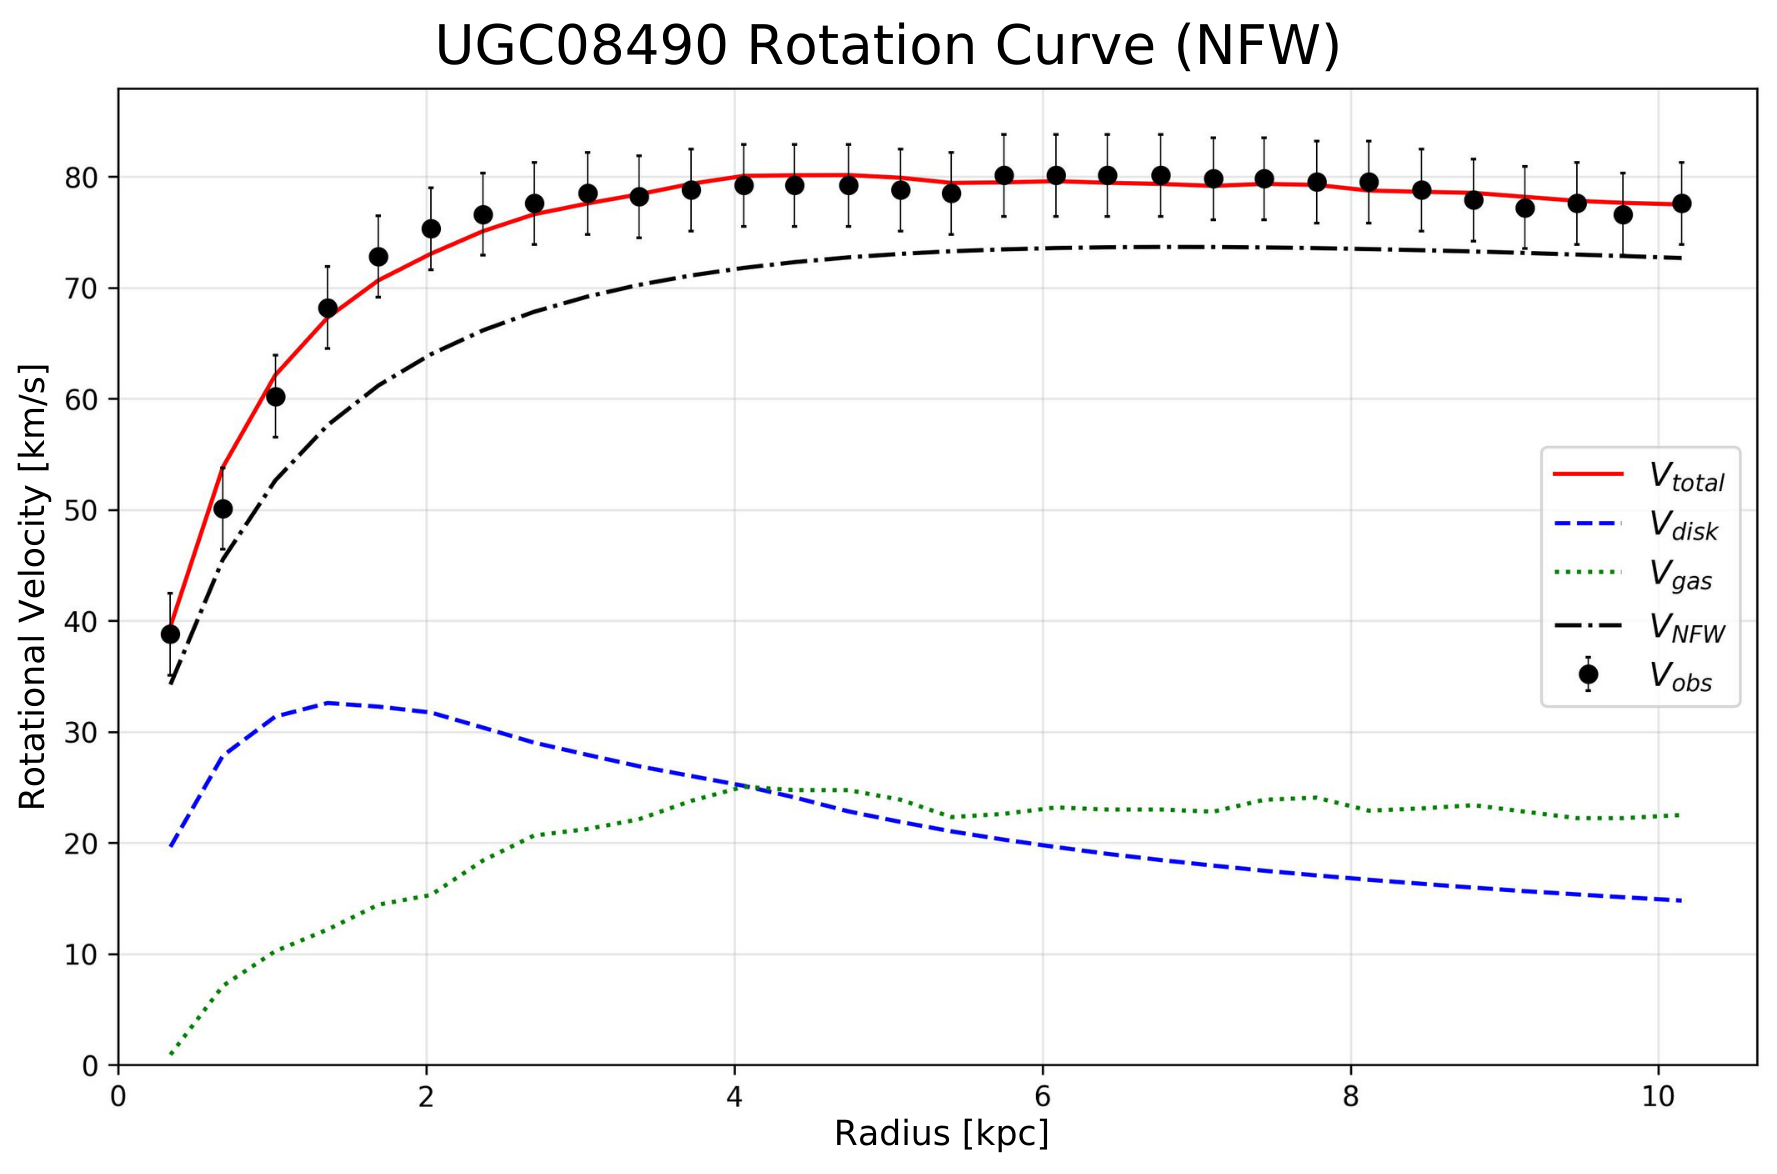 UGC08490 Rotation Curve (NFW)
Rotational Velocity [km/s]
80
70
60
50
40
30
20
10
0
V_total
V_disk
V_gas
V_NFW
V_obs
0 2 4 6 8 10
Radius [kpc]